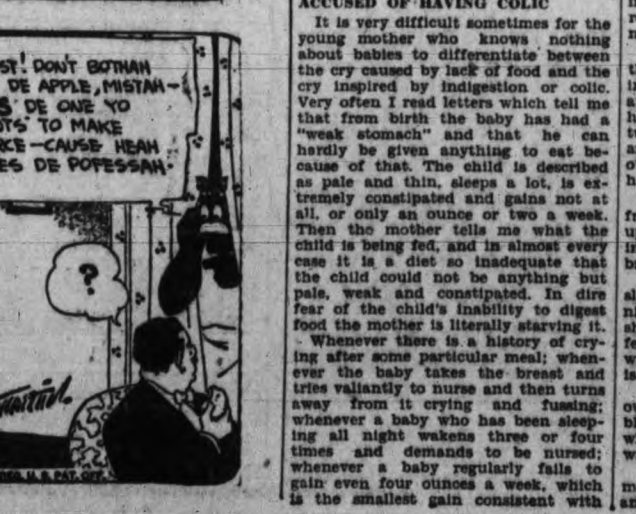 ST! DON'T BOTHAH
DE APPLE, MISTAH-
S DE ONE YO
OTS TO MAKE
RCE-CAUSE HEAH
ES DE POFESSAH.
?
U. S. PAT. OFF.
ACCUSED OF HAVING COLIC
It is very difficult sometimes for the
young mother who knows nothing
about babies to differentiate between
the cry caused by lack of food and the
cry inspired by indigestion or colic.
Very often I read letters which tell me
that from birth the baby has had a
"weak stomach" and that he can
hardly be given anything to eat be-
cause of that. The child is described
as pale and thin, sleeps a lot, is ex-
tremely constipated and gains not at
all, or only an ounce or two a week.
Then the mother tells me what the
child is being fed, and in almost every
case it is a diet so inadequate that
the child could not be anything but
pale, weak and constipated. In dire
fear of the child's inability to digest
food the mother is literally starving it.
Whenever there is a history of cry-
ing after some particular meal; when-
ever the baby takes the breast and
tries valiantly to nurse and then turns
away from it crying and fussing;
whenever a baby who has been sleep-
ing all night wakens three or four
times and demands to be nursed;
whenever a baby regularly fails to
gain even four ounces a week, which
is the smallest gain consistent with